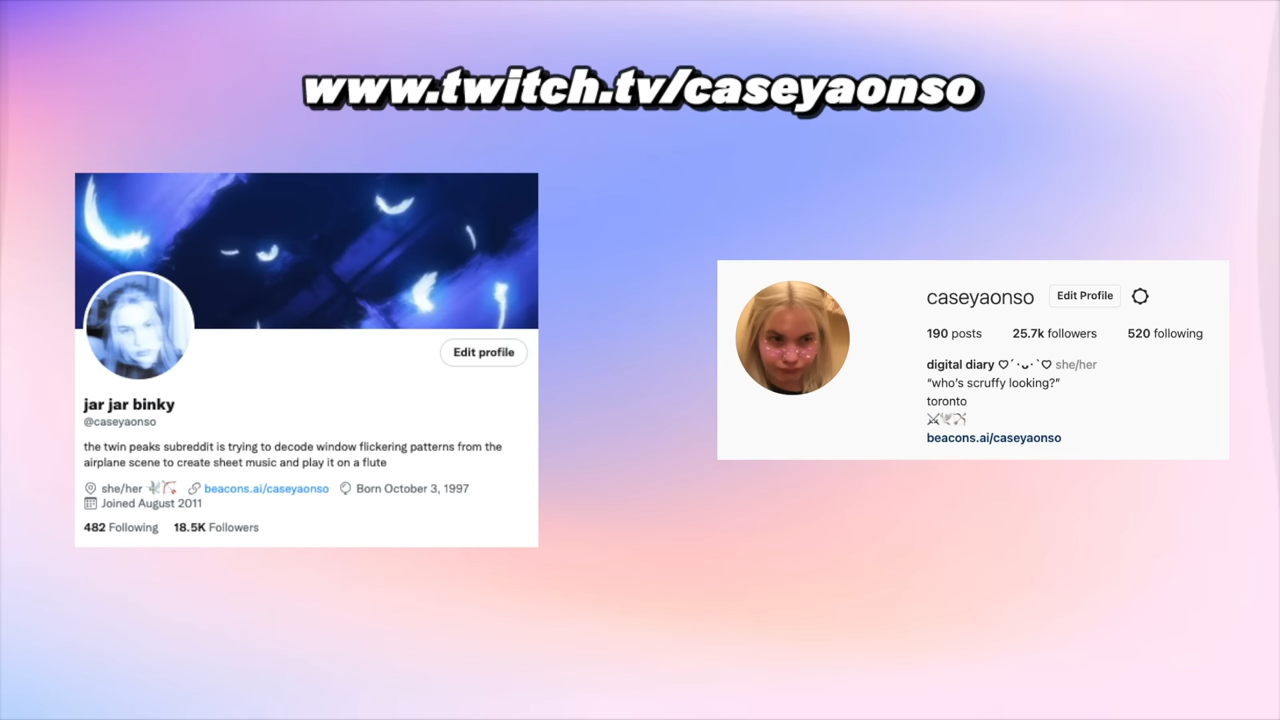 www.twitch.tv/caseyaonso
Edit profile
jar jar binky
@caseyaonso
the twin peaks subreddit is trying to decode window flickering patterns from the
airplane scene to create sheet music and play it on a flute
she/her 🕊🏹 beacons.ai/caseyaonso Born October 3, 1997
Joined August 2011
482 Following 18.5K Followers
caseyaonso Edit Profile
190 posts 25.7k followers 520 following
digital diary ♡´･ᴗ･`♡ she/her
“who’s scruffy looking?”
toronto
⚔🕊🏹
beacons.ai/caseyaonso